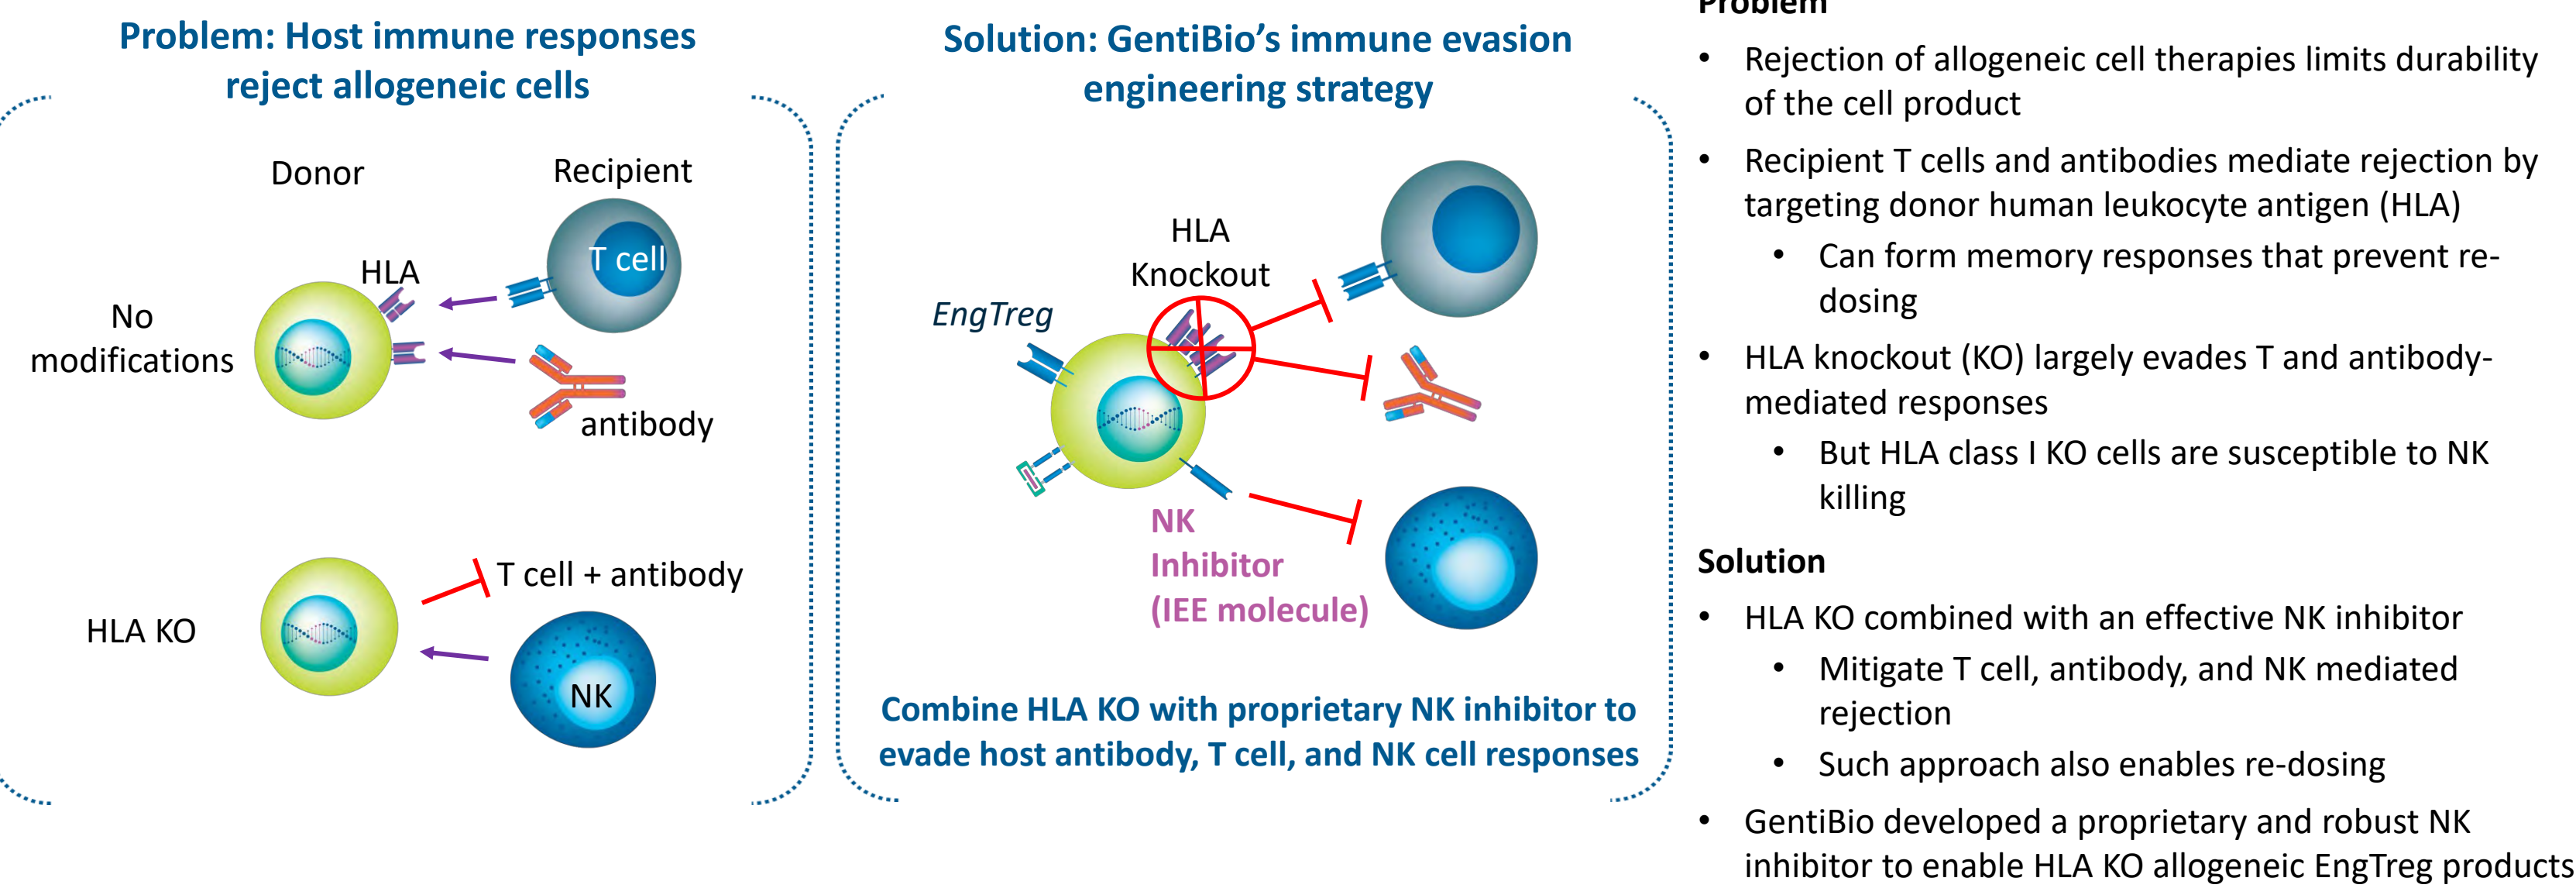 Problem: Host immune responses
reject allogeneic cells
Donor
Recipient
T cell
HLA
No
modifications
antibody
T cell + antibody
HLA KO
NK
Solution: GentiBio’s immune evasion
engineering strategy
HLA
Knockout
EngTreg
NK
Inhibitor
(IEE molecule)
Combine HLA KO with proprietary NK inhibitor to
evade host antibody, T cell, and NK cell responses
Problem
• Rejection of allogeneic cell therapies limits durability
of the cell product
• Recipient T cells and antibodies mediate rejection by
targeting donor human leukocyte antigen (HLA)
• Can form memory responses that prevent re-
dosing
• HLA knockout (KO) largely evades T and antibody-
mediated responses
• But HLA class I KO cells are susceptible to NK
killing
Solution
• HLA KO combined with an effective NK inhibitor
• Mitigate T cell, antibody, and NK mediated
rejection
• Such approach also enables re-dosing
• GentiBio developed a proprietary and robust NK
inhibitor to enable HLA KO allogeneic EngTreg products